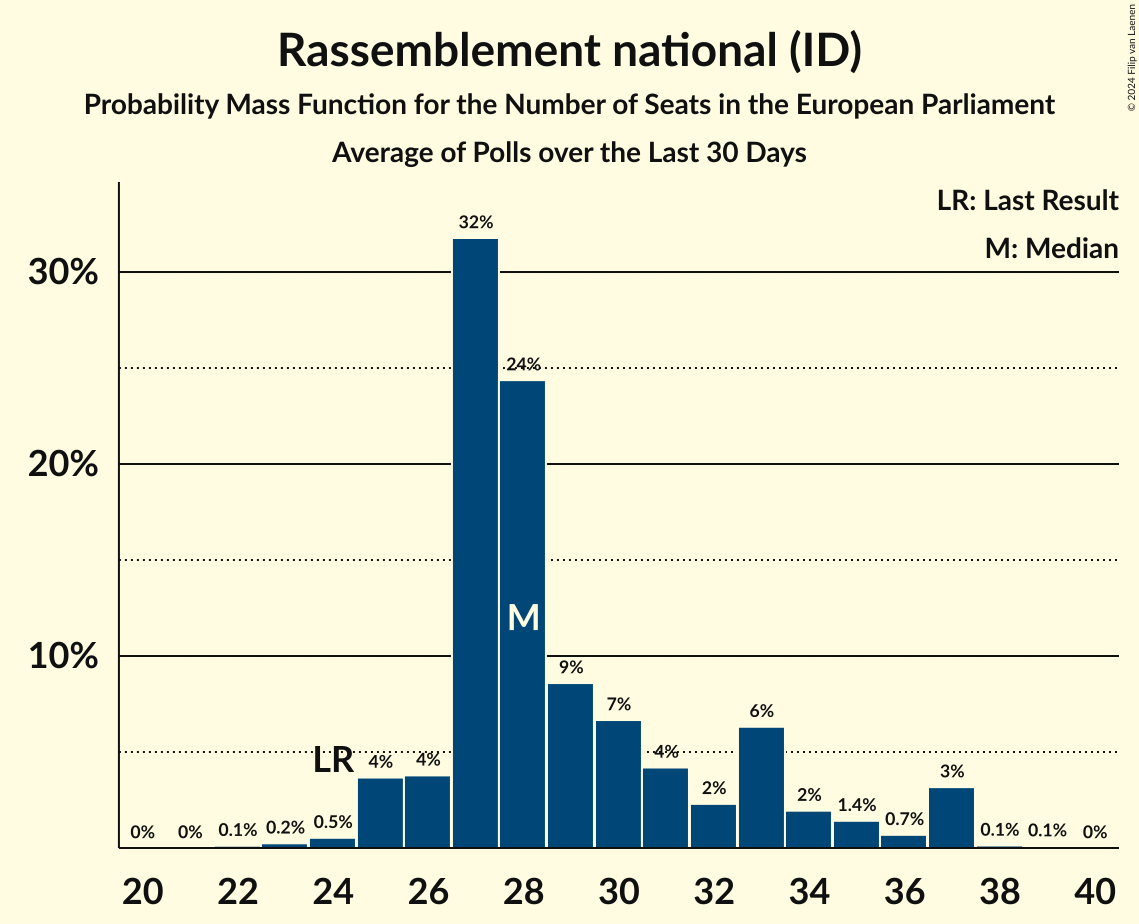 Rassemblement national (ID)
Probability Mass Function for the Number of Seats in the European Parliament
Average of Polls over the Last 30 Days
© 2024 Filip van Laenen
LR: Last Result
M: Median
30%
20%
10%
0%
0%
0.1%
0.2%
0.5%
LR
4%
4%
32%
24%
M
9%
7%
4%
2%
6%
2%
1.4%
0.7%
3%
0.1%
0.1%
0%
20 22 24 26 28 30 32 34 36 38 40